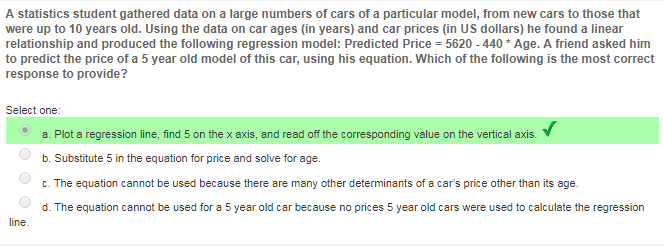 A statistics student gathered data on a large numbers of cars of a particular model, from new cars to those that
were up to 10 years old. Using the data on car ages (in years) and car prices (in US dollars) he found a linear
relationship and produced the following regression model: Predicted Price = 5620 - 440 * Age. A friend asked him
to predict the price of a 5 year old model of this car, using his equation. Which of the following is the most correct
response to provide?
Select one:
a. Plot a regression line, find 5 on the x axis, and read off the corresponding value on the vertical axis.
b. Substitute 5 in the equation for price and solve for age.
c. The equation cannot be used because there are many other determinants of a car's price other than its age.
d. The equation cannot be used for a 5 year old car because no prices 5 year old cars were used to calculate the regression
line.